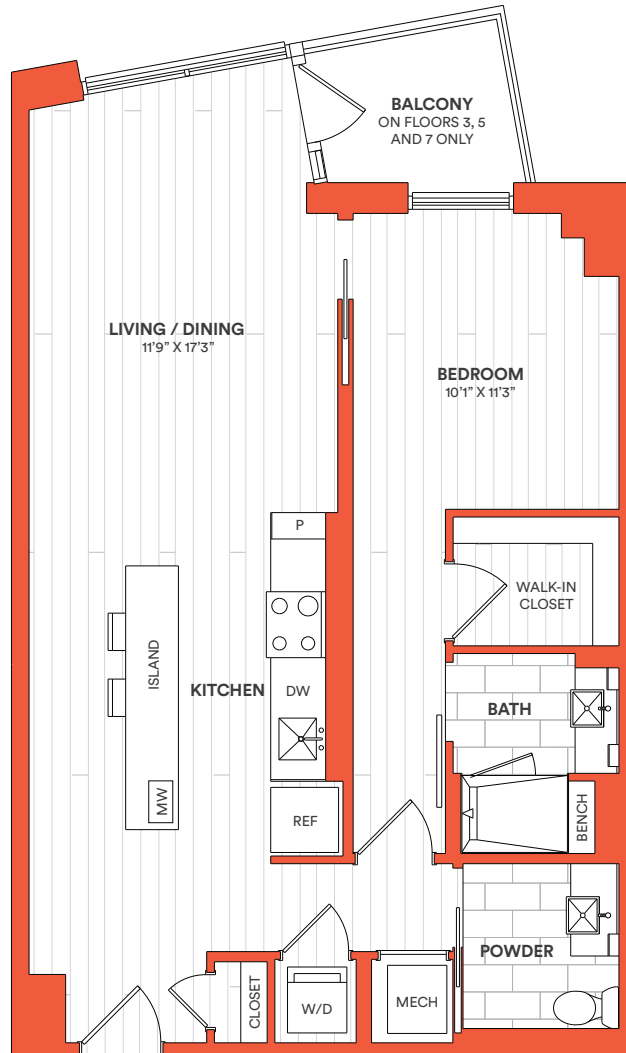 BALCONY
ON FLOORS 3, 5
AND 7 ONLY
LIVING / DINING
11’9” X 17’3”
BEDROOM
10’1” X 11’3”
P
WALK-IN
CLOSET
ISLAND
KITCHEN
DW
BATH
MW
REF
BENCH
POWDER
CLOSET
W/D
MECH